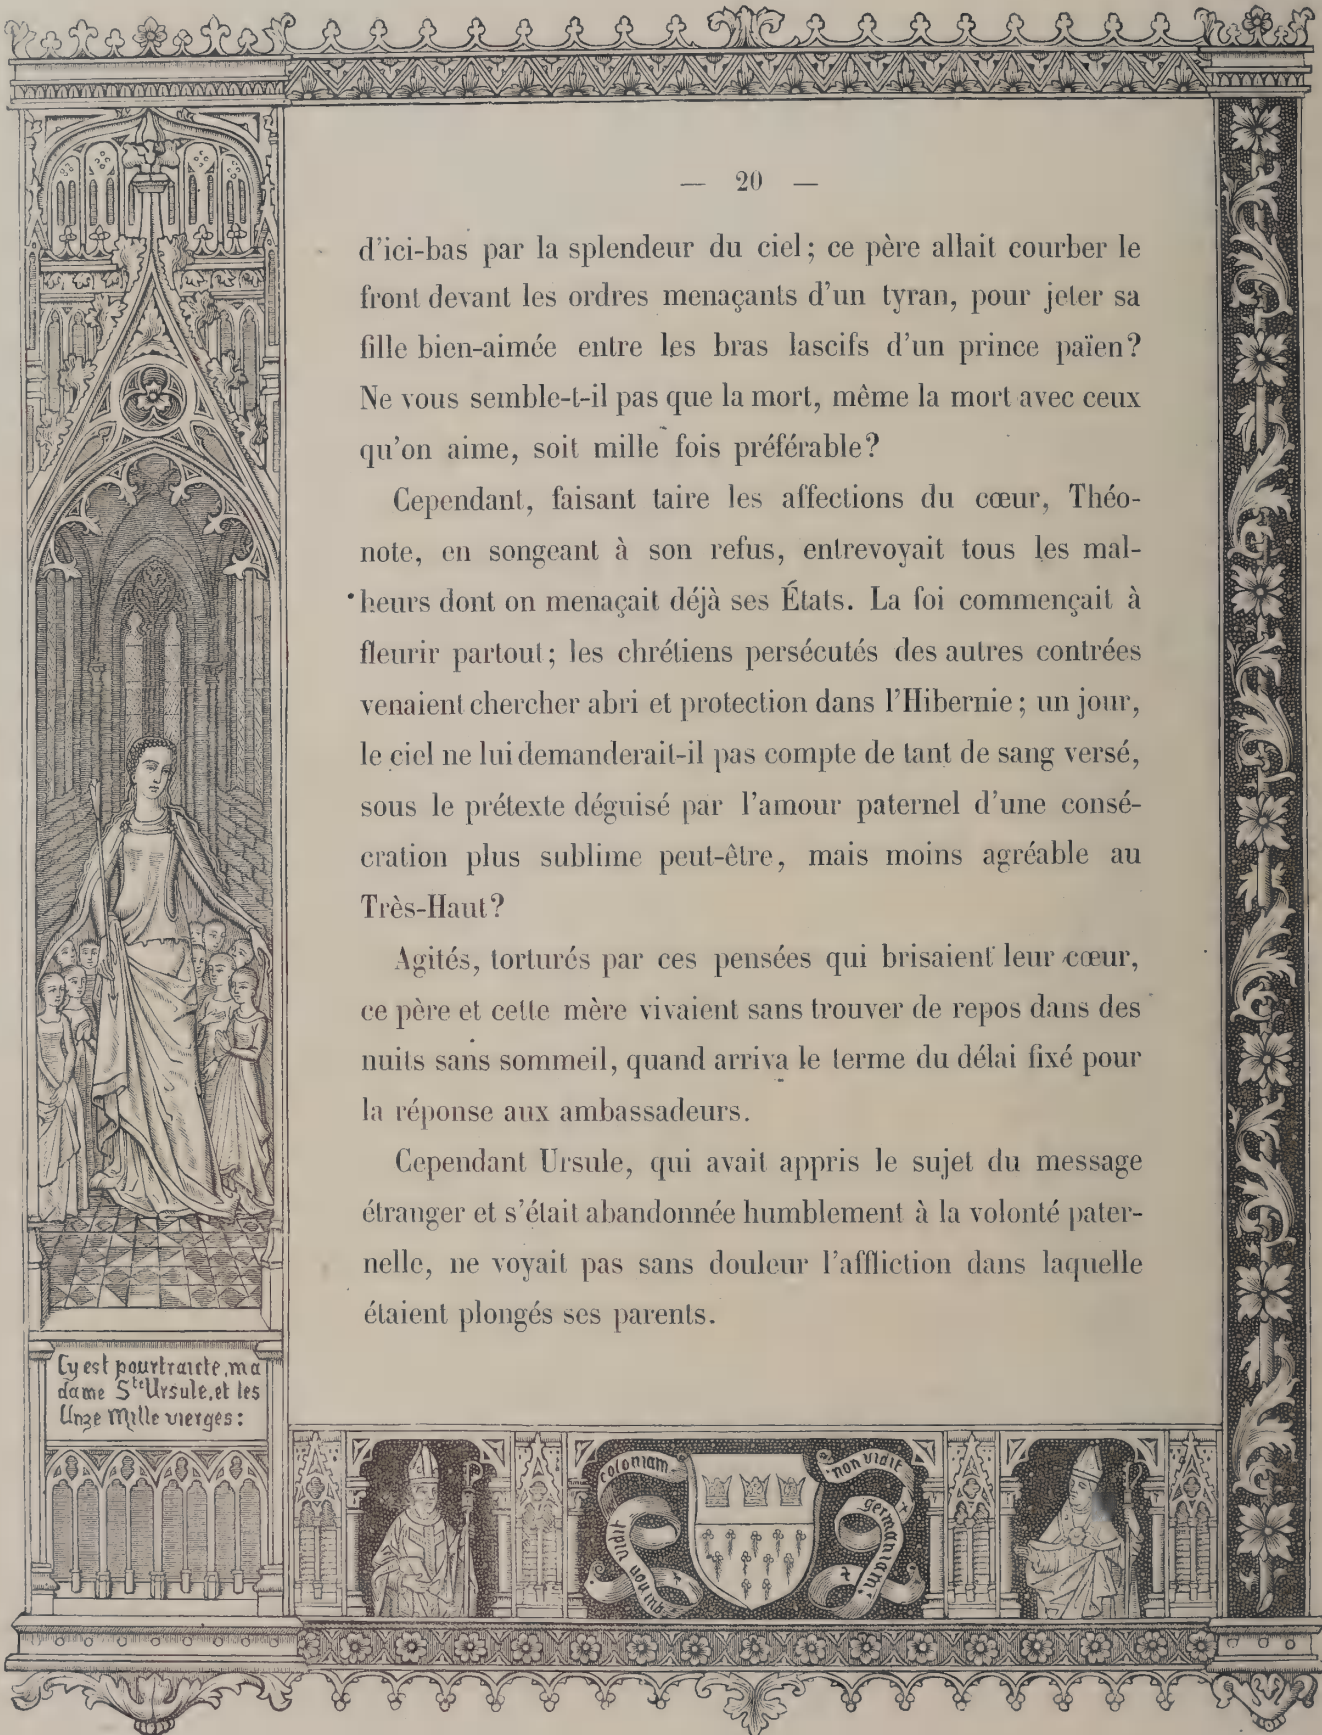 — 20 —
d'ici-bas par la splendeur du ciel; ce père allait courber le
front devant les ordres menaçants d'un tyran, pour jeter sa
fille bien-aimée entre les bras lascifs d'un prince païen?
Ne vous semble-t-il pas que la mort, même la mort avec ceux
qu'on aime, soit mille fois préférable?
Cependant, faisant taire les affections du cœur, Théo-
note, en songeant à son refus, entrevoyait tous les mal-
heurs dont on menaçait déjà ses États. La foi commençait à
fleurir partout; les chrétiens persécutés des autres contrées
venaient chercher abri et protection dans l'Hibernie; un jour,
le ciel ne lui demanderait-il pas compte de tant de sang versé,
sous le prétexte déguisé par l'amour paternel d'une consé-
cration plus sublime peut-être, mais moins agréable au
Très-Haut?
Agités, torturés par ces pensées qui brisaient leur cœur,
ce père et cette mère vivaient sans trouver de repos dans des
nuits sans sommeil, quand arriva le terme du délai fixé pour
la réponse aux ambassadeurs.
Cependant Ursule, qui avait appris le sujet du message
étranger et s'était abandonnée humblement à la volonté pater-
nelle, ne voyait pas sans douleur l'affliction dans laquelle
étaient plongés ses parents.
Cy est pourtraicte, ma
dame Ste Ursule, et les
Unze Mille vierges:
qui non vidit
coloniam.
non vidit
germaniam.